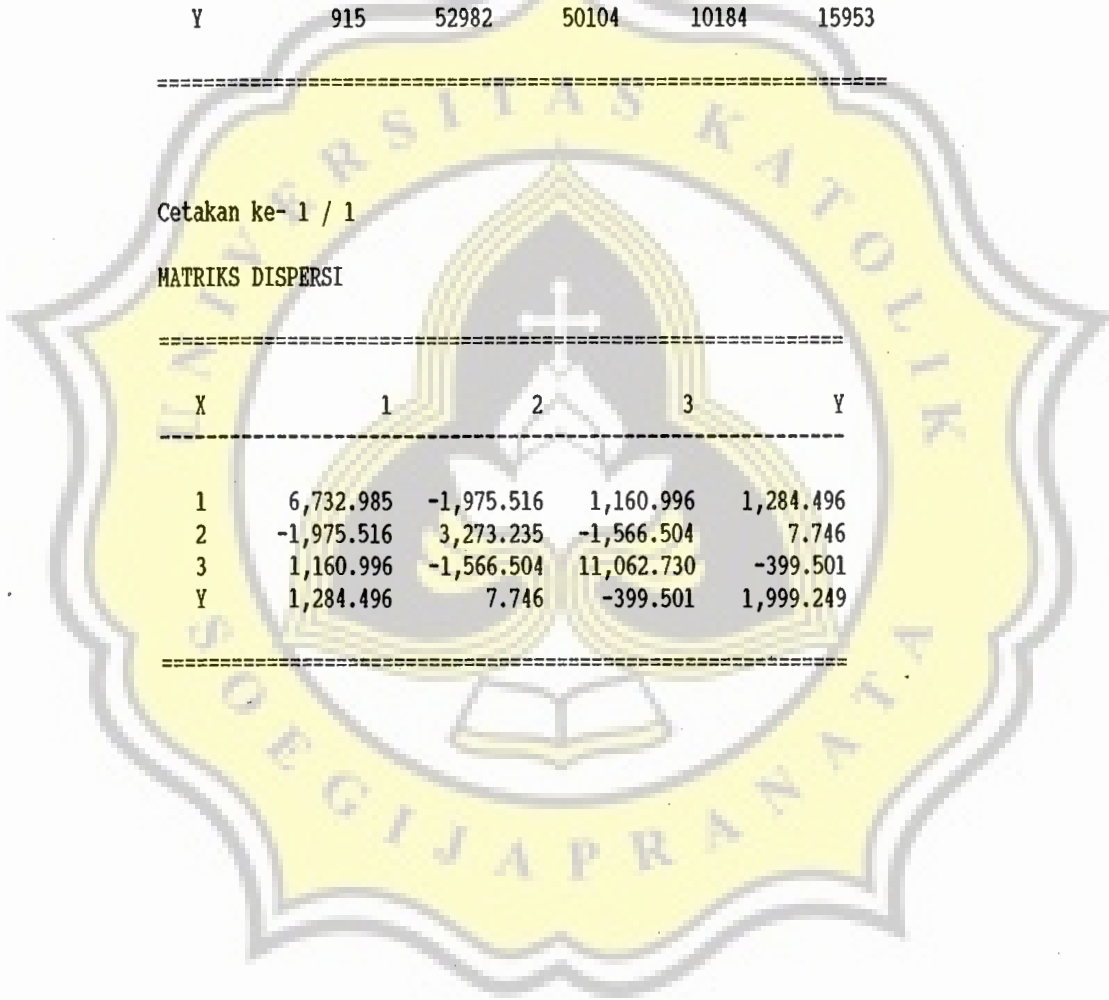 Y 915 52982 50104 10184 15953
==============================================================
Cetakan ke- 1 / 1
MATRIKS DISPERSI
==========================================================
X 1 2 3 Y
----------------------------------------------------------
1 6,732.985 -1,975.516 1,160.996 1,284.496
2 -1,975.516 3,273.235 -1,566.504 7.746
3 1,160.996 -1,566.504 11,062.730 -399.501
Y 1,284.496 7.746 -399.501 1,999.249
==========================================================
UNIVERSITAS KATOLIK
SOEGIJAPRANATA